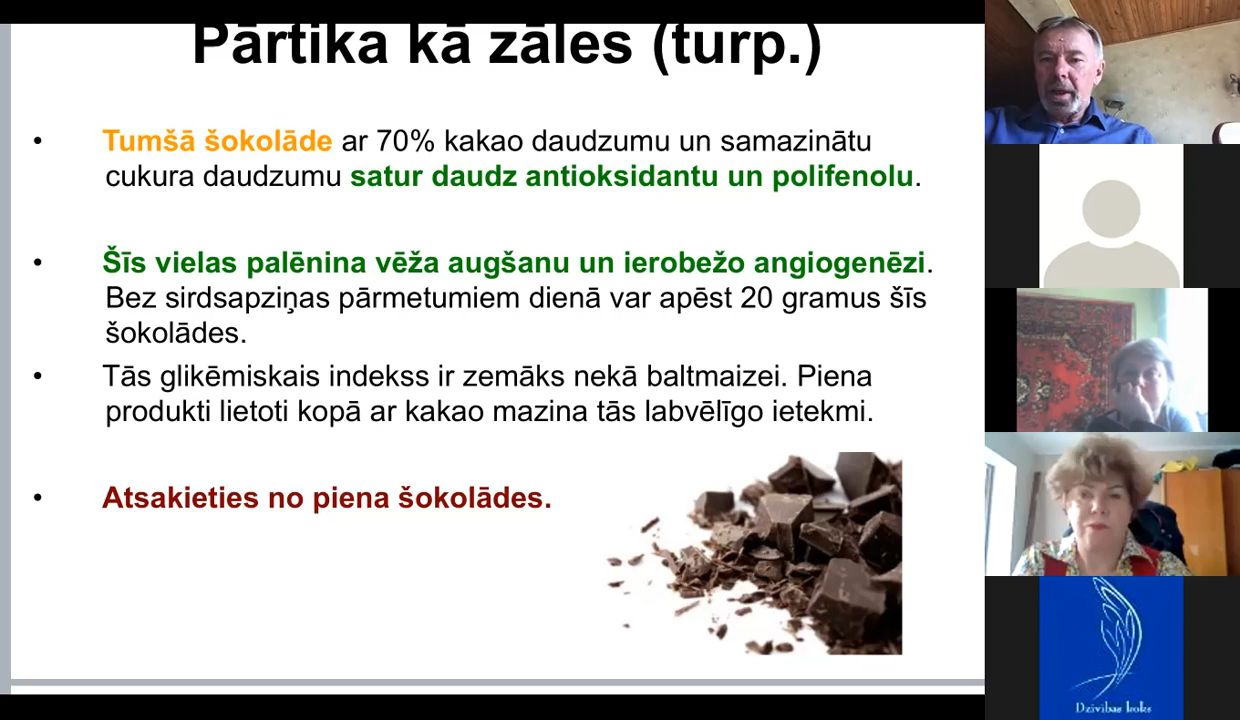 Pārtika kā zāles (turp.)
• Tumšā šokolāde ar 70% kakao daudzumu un samazinātu
cukura daudzumu satur daudz antioksidantu un polifenolu.
• Šīs vielas palēnina vēža augšanu un ierobežo angiogenēzi.
Bez sirdsapziņas pārmetumiem dienā var apēst 20 gramus šīs
šokolādes.
• Tās glikēmiskais indekss ir zemāks nekā baltmaizei. Piena
produkti lietoti kopā ar kakao mazina tās labvēlīgo ietekmi.
• Atsakieties no piena šokolādes.
Dzīvības koks